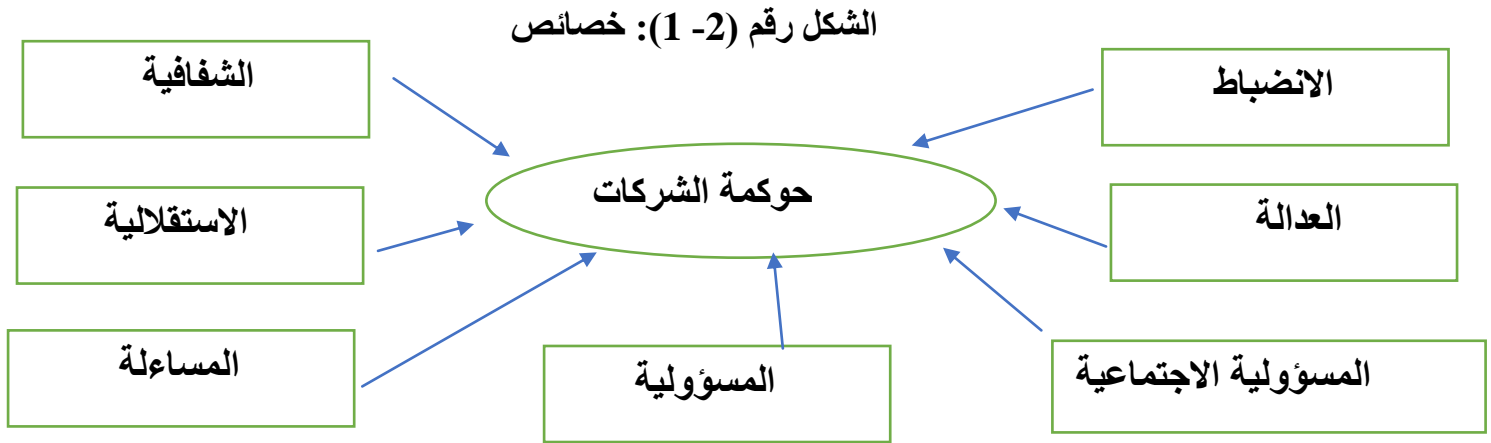 الشكل رقم (2- 1): خصائص
الانضباط
الشفافية
حوكمة الشركات
العدالة
الاستقلالية
المسؤولية الاجتماعية
المسؤولية
المساءلة